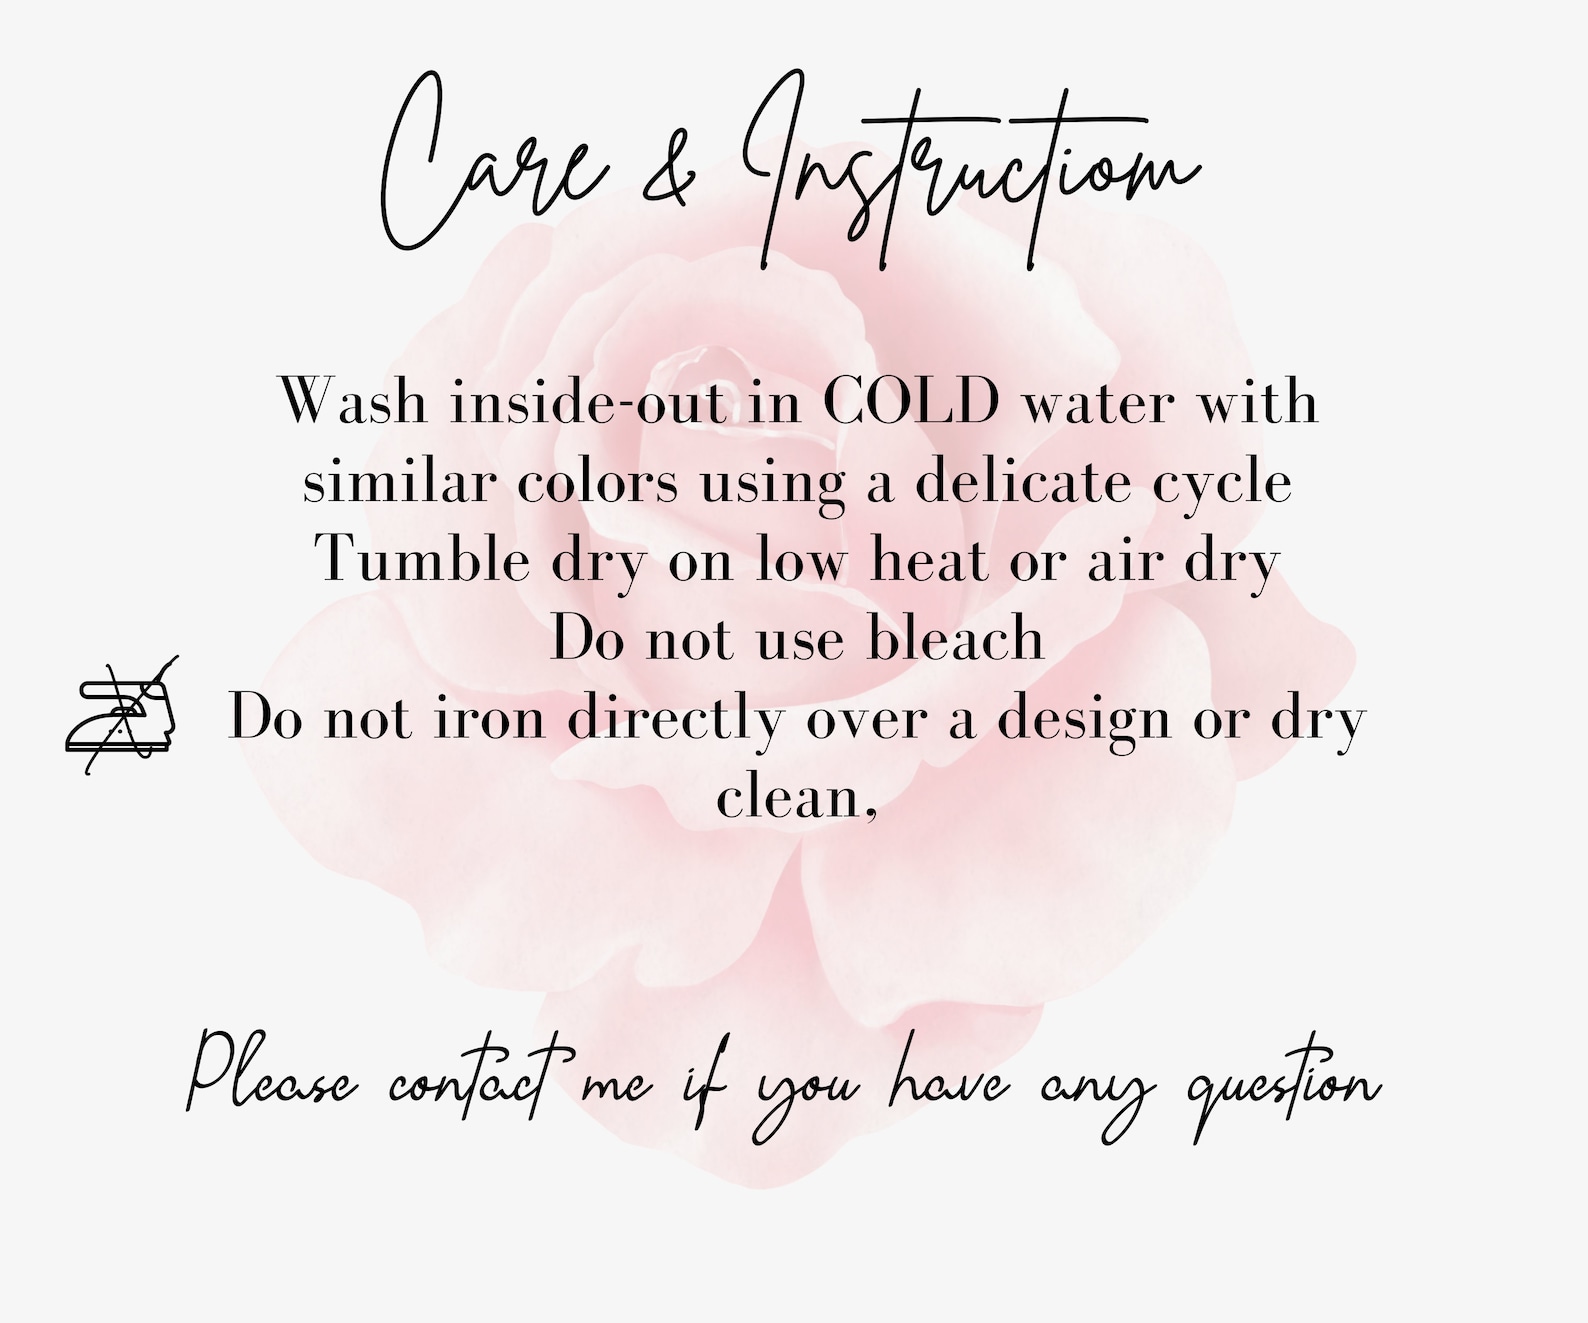 Care & Instructiom
Wash inside-out in COLD water with
similar colors using a delicate cycle
Tumble dry on low heat or air dry
Do not use bleach
Do not iron directly over a design or dry
clean,
Please contact me if you have any question